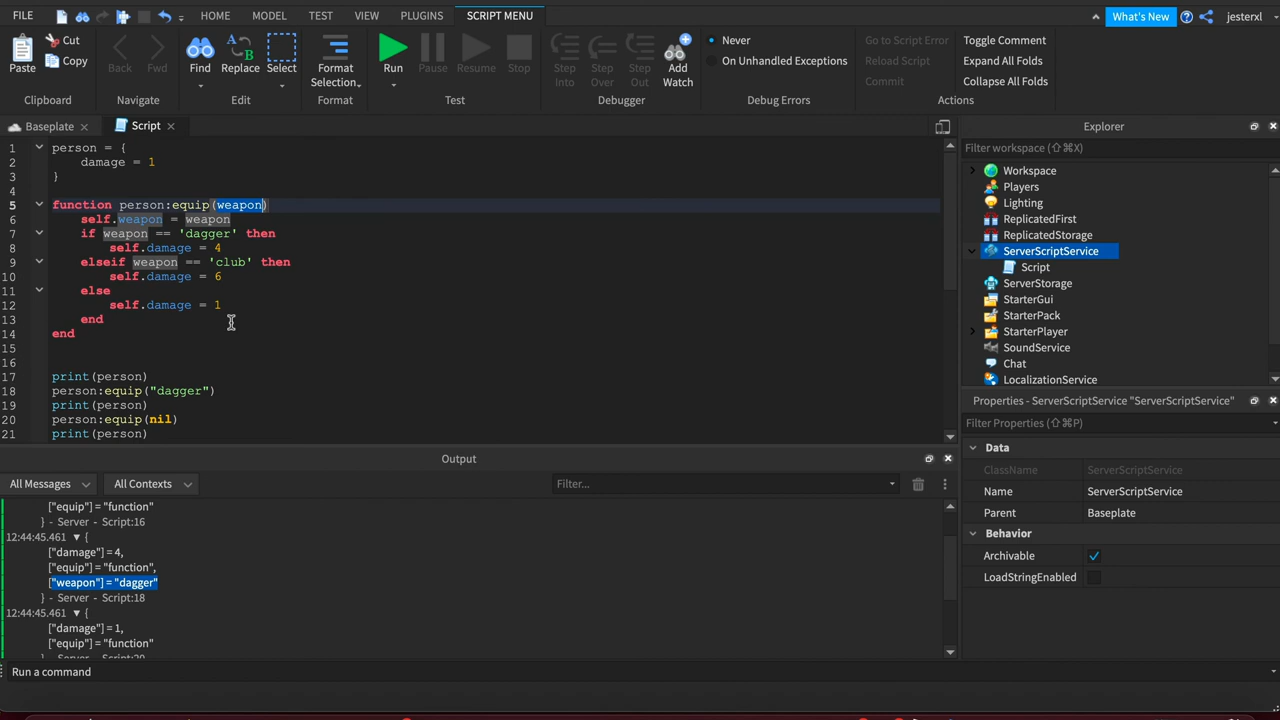 FILE HOME MODEL TEST VIEW PLUGINS SCRIPT MENU What's New jesterxl
Cut
Copy
Paste
Back Fwd
Find Replace Select
Format
Selection
Run Pause Resume Stop
Step
Into
Step
Over
Step
Out
Add
Watch
Never
On Unhandled Exceptions
Go to Script Error
Reload Script
Commit
Toggle Comment
Expand All Folds
Collapse All Folds
Clipboard Navigate Edit Format Test Debugger Debug Errors Actions
Baseplate Script
1 person = {
2 damage = 1
3 }
4
5 function person:equip(weapon)
6 self.weapon = weapon
7 if weapon == 'dagger' then
8 self.damage = 4
9 elseif weapon == 'club' then
10 self.damage = 6
11 else
12 self.damage = 1
13 end
14 end
15
16
17 print(person)
18 person:equip("dagger")
19 print(person)
20 person:equip(nil)
21 print(person)
Explorer
Filter workspace (⇧⌘X)
Workspace
Players
Lighting
ReplicatedFirst
ReplicatedStorage
ServerScriptService
Script
ServerStorage
StarterGui
StarterPack
StarterPlayer
SoundService
Chat
LocalizationService
Properties - ServerScriptService "ServerScriptService"
Filter Properties (⇧⌘P)
Data
ClassName ServerScriptService
Name ServerScriptService
Parent Baseplate
Behavior
Archivable
LoadStringEnabled
Output
All Messages All Contexts Filter...
["equip"] = "function"
} - Server - Script:16
12:44:45.461 ▼ {
["damage"] = 4,
["equip"] = "function",
["weapon"] = "dagger"
} - Server - Script:18
12:44:45.461 ▼ {
["damage"] = 1,
["equip"] = "function"
} - Server - Script:20
Run a command